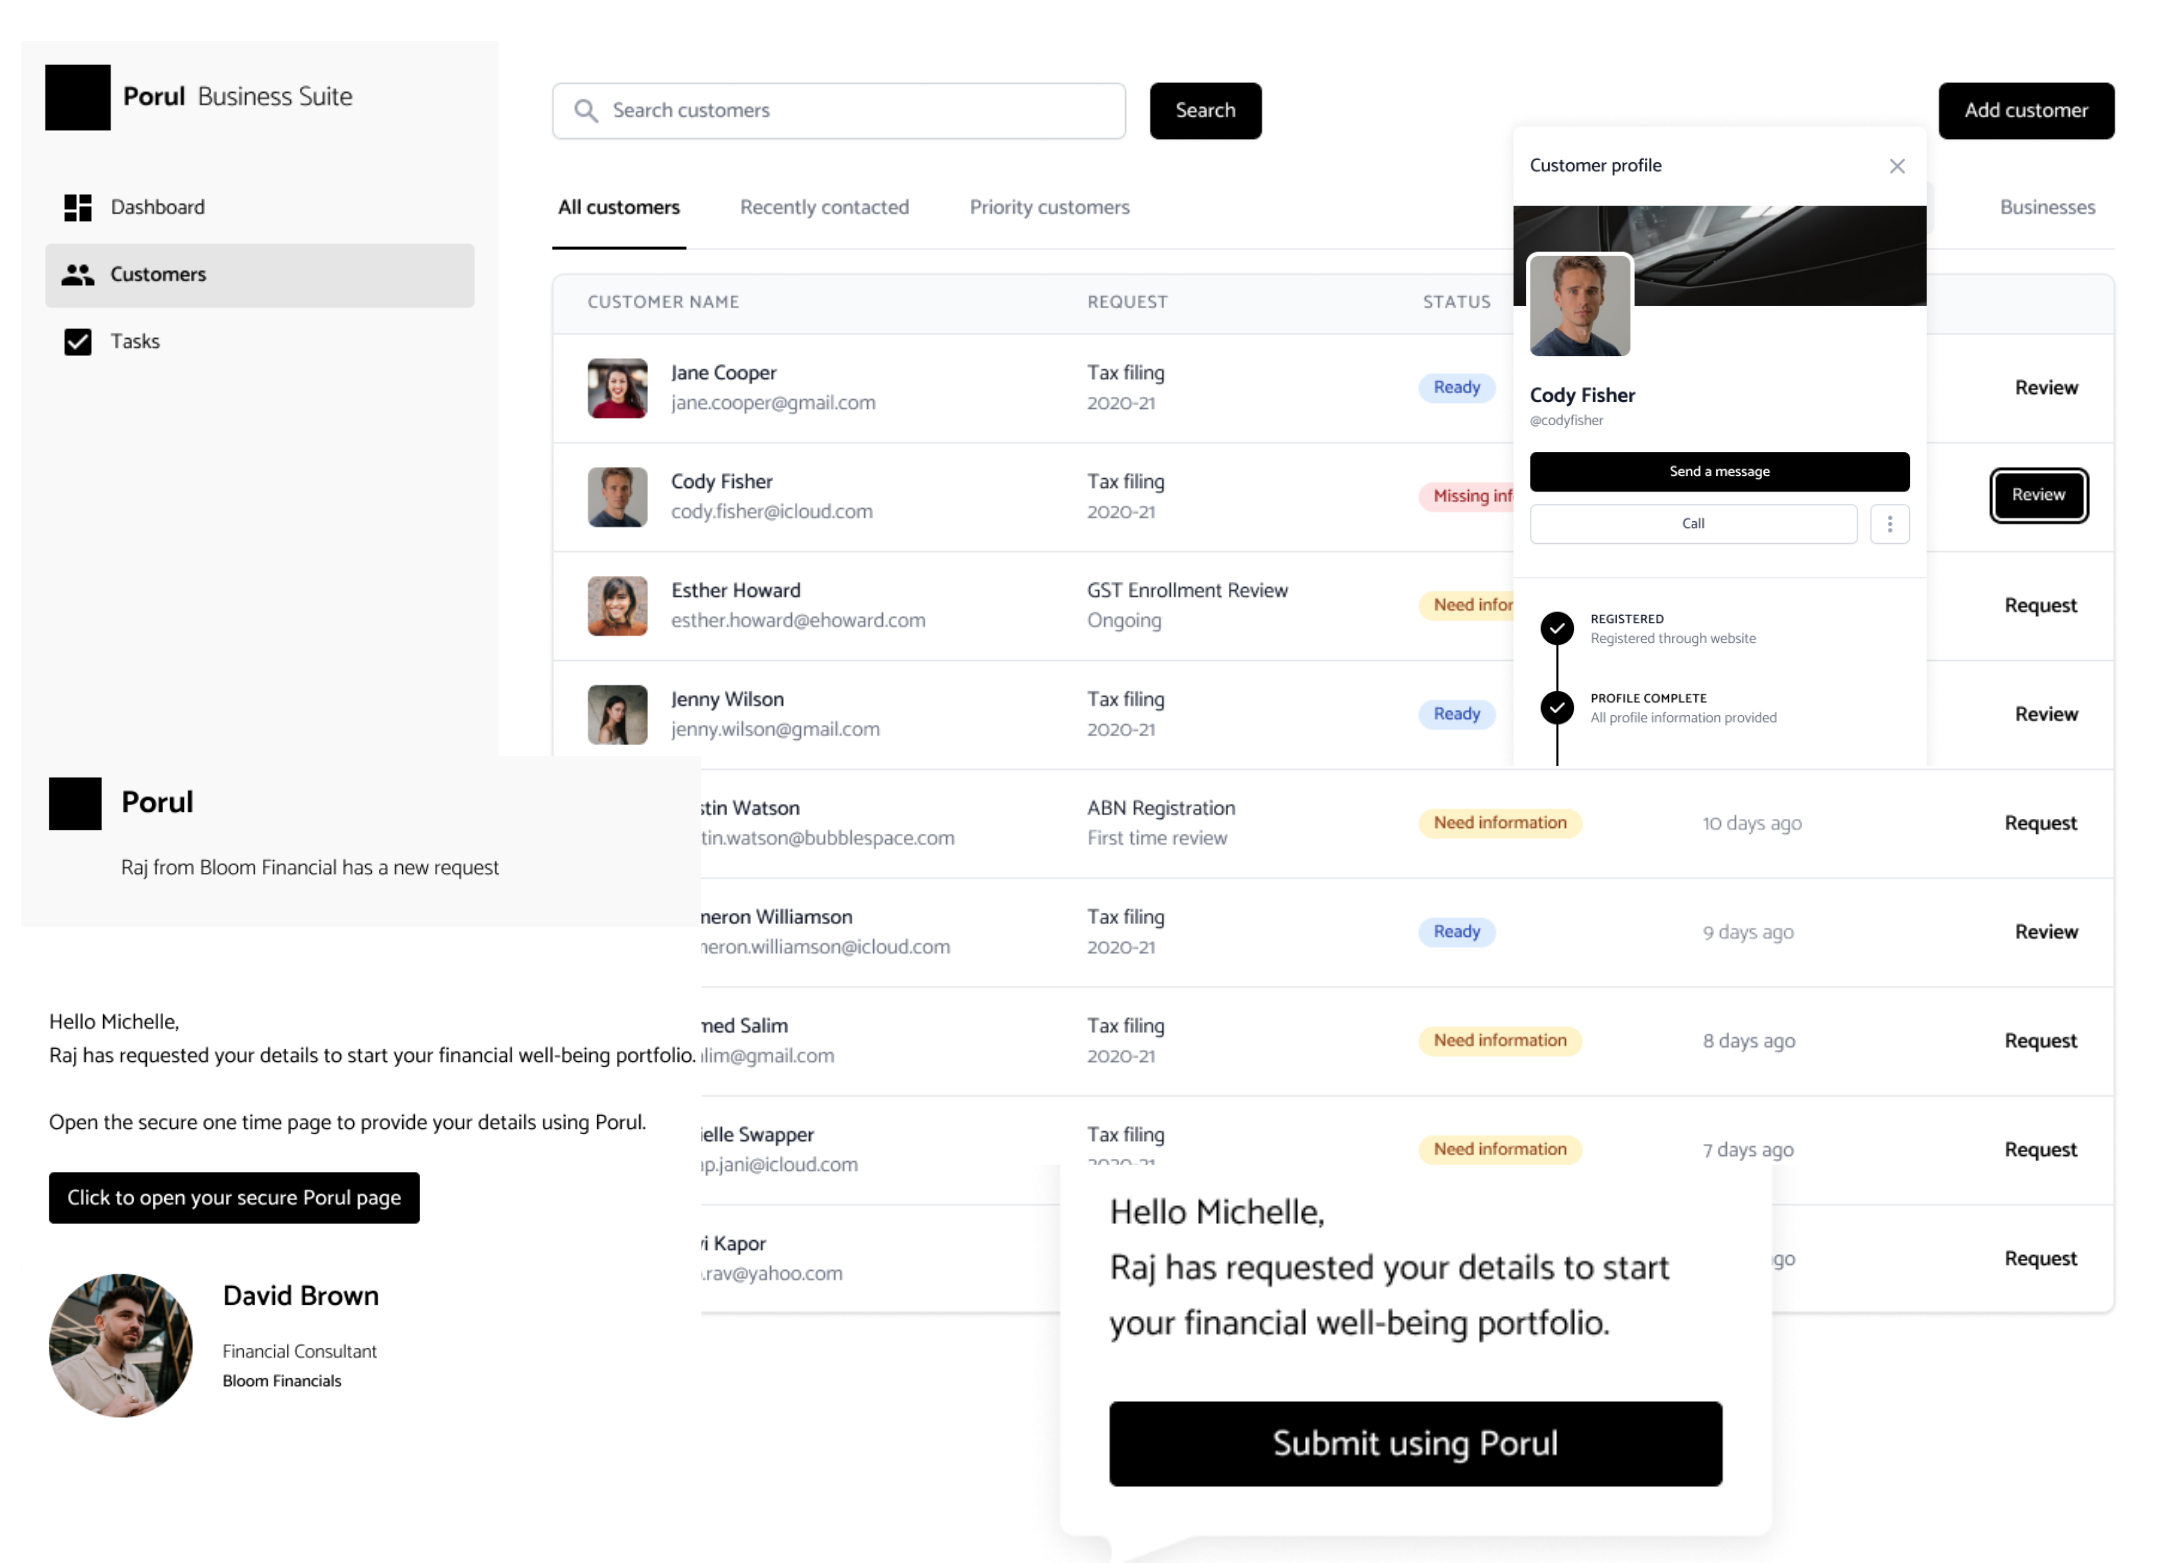 Porul Business Suite
Dashboard
Customers
Tasks
Search customers
Search
Add customer
All customers
Recently contacted
Priority customers
Businesses
CUSTOMER NAME
REQUEST
STATUS
Jane Cooper
jane.cooper@gmail.com
Tax filing
2020-21
Ready
Review
Cody Fisher
cody.fisher@icloud.com
Tax filing
2020-21
Missing inf
Review
Esther Howard
esther.howard@ehoward.com
GST Enrollment Review
Ongoing
Need infor
Request
Jenny Wilson
jenny.wilson@gmail.com
Tax filing
2020-21
Ready
Review
stin Watson
tin.watson@bubblespace.com
ABN Registration
First time review
Need information
10 days ago
Request
neron Williamson
neron.williamson@icloud.com
Tax filing
2020-21
Ready
9 days ago
Review
med Salim
lim@gmail.com
Tax filing
2020-21
Need information
8 days ago
Request
ielle Swapper
p.jani@icloud.com
Tax filing
2020-21
Need information
7 days ago
Request
i Kapor
.rav@yahoo.com
go
Request
Customer profile
Cody Fisher
@codyfisher
Send a message
Call
REGISTERED
Registered through website
PROFILE COMPLETE
All profile information provided
Porul
Raj from Bloom Financial has a new request
Hello Michelle,
Raj has requested your details to start your financial well-being portfolio.
Open the secure one time page to provide your details using Porul.
Click to open your secure Porul page
David Brown
Financial Consultant
Bloom Financials
Hello Michelle,
Raj has requested your details to start
your financial well-being portfolio.
Submit using Porul